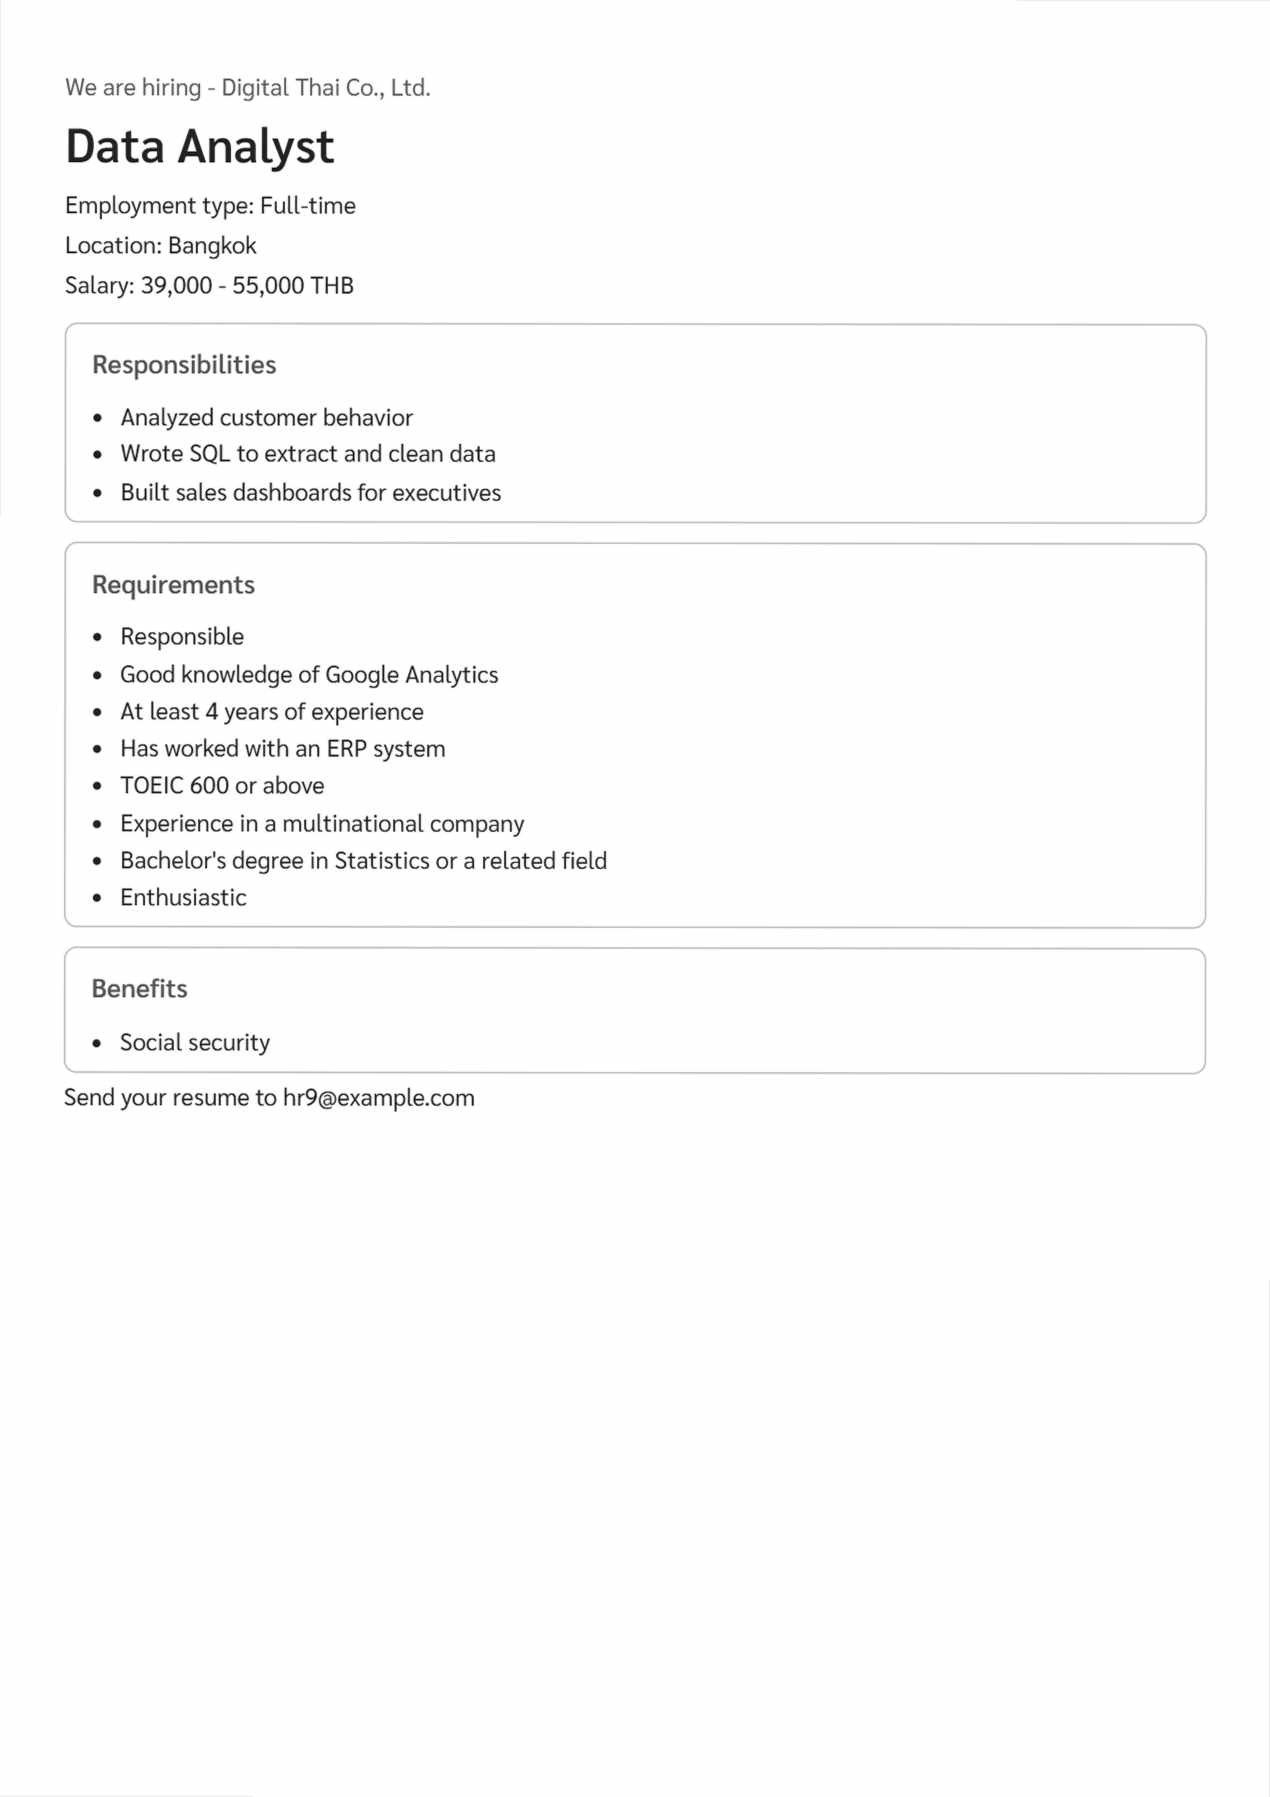 We are hiring - Digital Thai Co., Ltd.
Data Analyst
Employment type: Full-time
Location: Bangkok
Salary: 39,000 - 55,000 THB
Responsibilities
• Analyzed customer behavior
• Wrote SQL to extract and clean data
• Built sales dashboards for executives
Requirements
• Responsible
• Good knowledge of Google Analytics
• At least 4 years of experience
• Has worked with an ERP system
• TOEIC 600 or above
• Experience in a multinational company
• Bachelor's degree in Statistics or a related field
• Enthusiastic
Benefits
• Social security
Send your resume to hr9@example.com